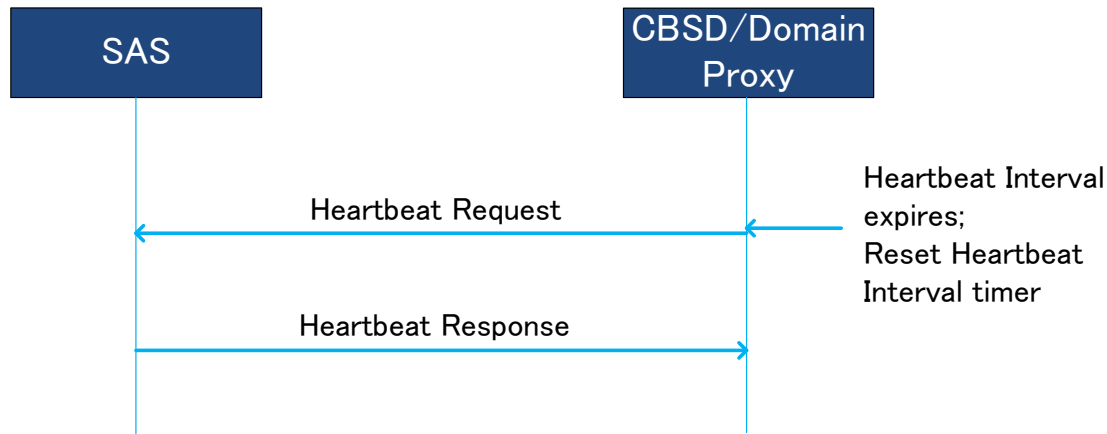 SAS
CBSD/Domain
Proxy
Heartbeat Interval
expires;
Reset Heartbeat
Interval timer
Heartbeat Request
Heartbeat Response